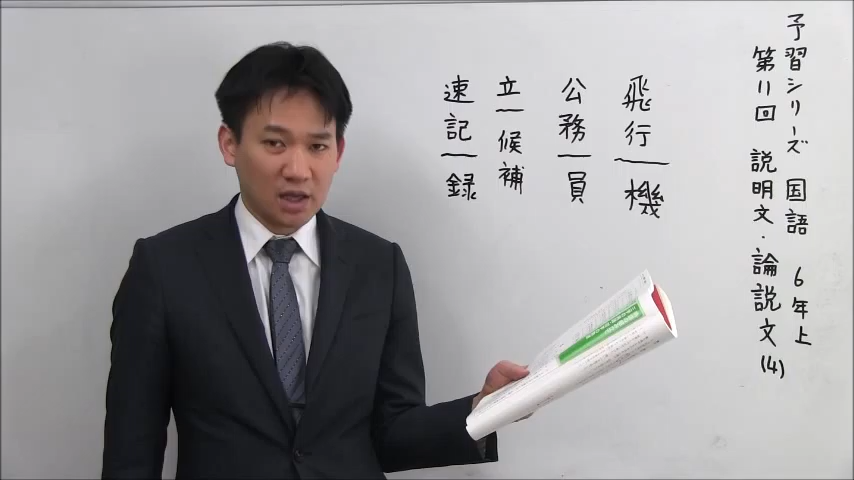 予習シリーズ 国語 6年上
第11回 説明文・論説文(4)
飛行|機
公務|員
立|候補
速記|録